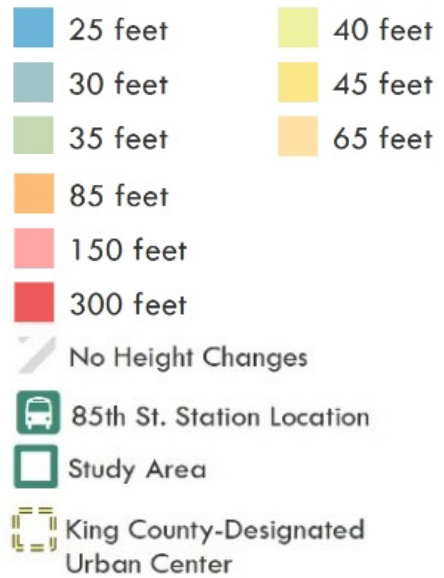 25 feet
30 feet
35 feet
85 feet
150 feet
300 feet
40 feet
45 feet
65 feet
No Height Changes
85th St. Station Location
Study Area
King County-Designated
Urban Center